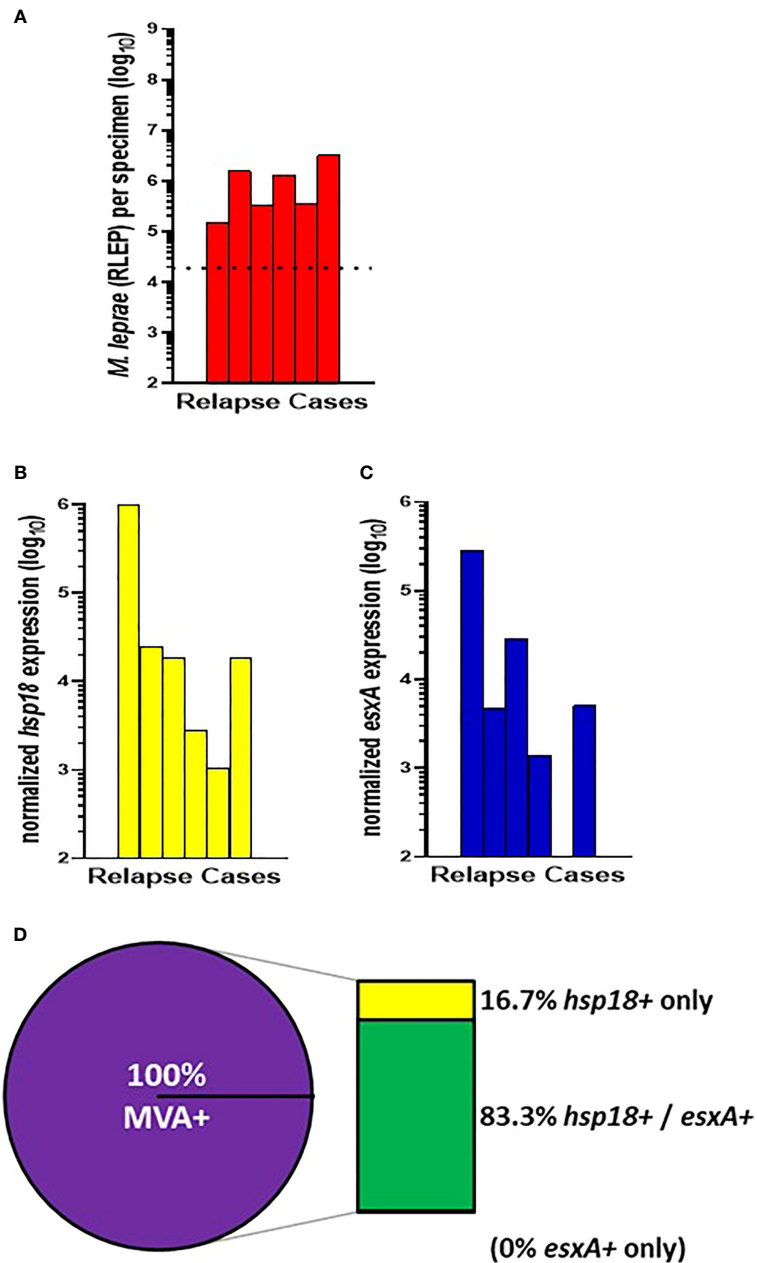 A
M. leprae (RLEP) per specimen (log10)
9
8
7
6
5
4
3
2
Relapse Cases
B
normalized hsp18 expression (log10)
6
5
4
3
2
Relapse Cases
C
normalized esxA expression (log10)
6
5
4
3
2
Relapse Cases
D
100%
MVA+
16.7% hsp18+ only
83.3% hsp18+ / esxA+
(0% esxA+ only)